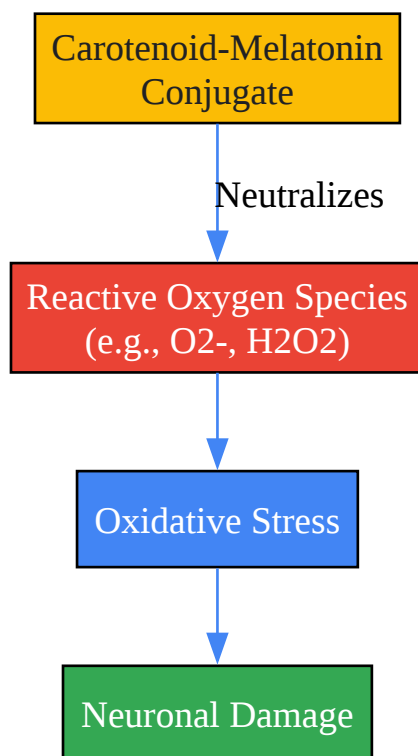 Carotenoid-Melatonin
Conjugate
Neutralizes
Reactive Oxygen Species
(e.g., O2-, H2O2)
Oxidative Stress
Neuronal Damage